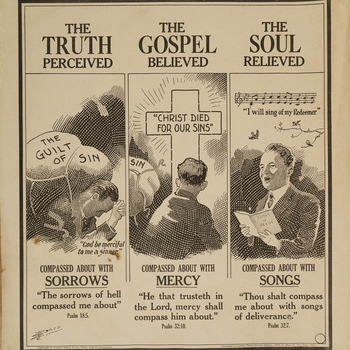 THE
TRUTH
PERCEIVED
THE
GOSPEL
BELIEVED
THE
SOUL
RELIEVED
THE
GUILT
OF SIN
"God be merciful
to me a sinner."
COMPASSED ABOUT WITH
SORROWS
"The sorrows of hell
compassed me about"
Psalm 18:5.
"CHRIST DIED
FOR OUR SINS"
SIN
COMPASSED ABOUT WITH
MERCY
"He that trusteth in
the Lord, mercy shall
compass him about."
Psalm 32:10.
"I will sing of my Redeemer"
COMPASSED ABOUT WITH
SONGS
"Thou shalt compass
me about with songs
of deliverance."
Psalm 32:7.